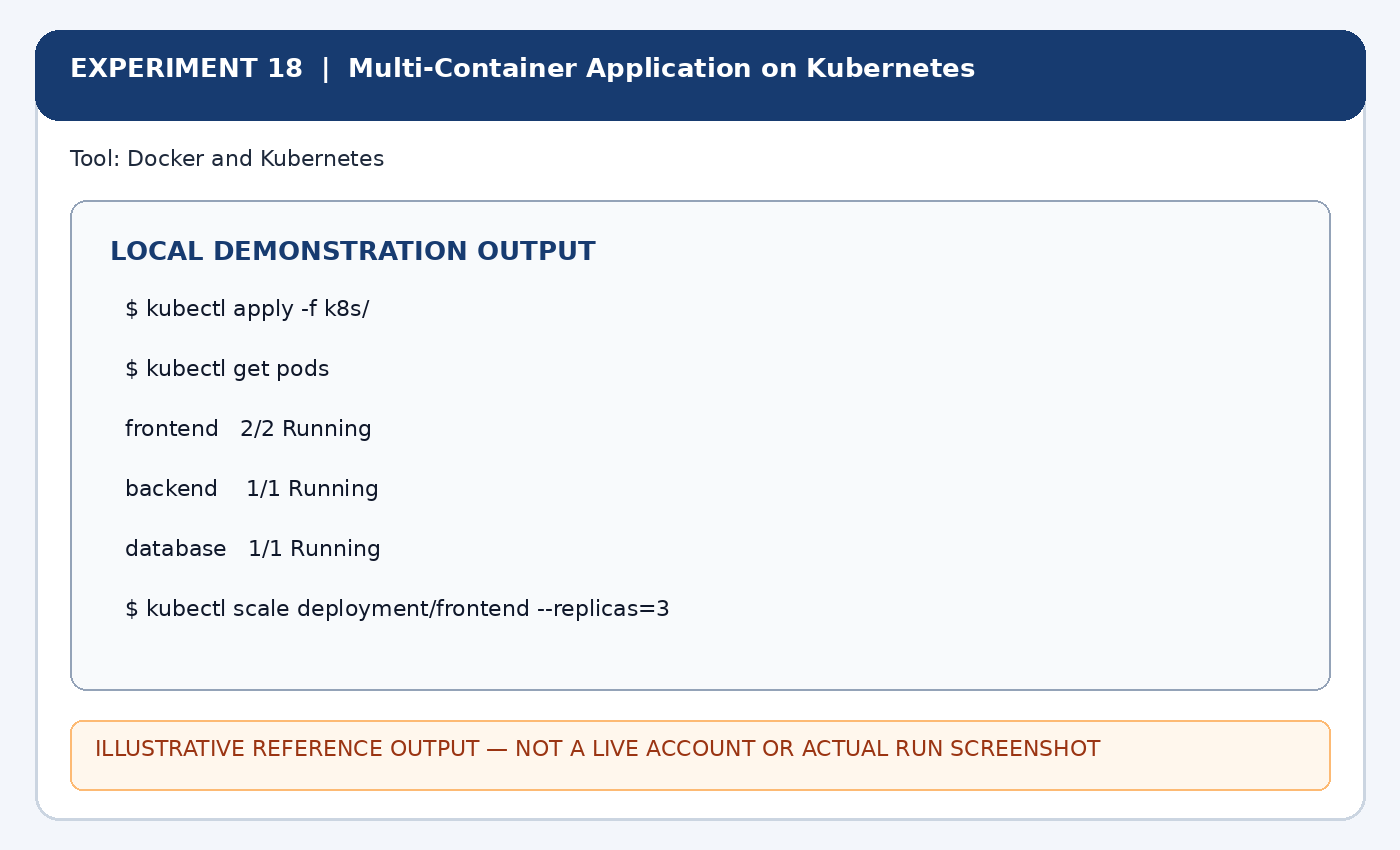 EXPERIMENT 18 | Multi-Container Application on Kubernetes
Tool: Docker and Kubernetes
LOCAL DEMONSTRATION OUTPUT
$ kubectl apply -f k8s/
$ kubectl get pods
frontend 2/2 Running
backend 1/1 Running
database 1/1 Running
$ kubectl scale deployment/frontend --replicas=3
ILLUSTRATIVE REFERENCE OUTPUT — NOT A LIVE ACCOUNT OR ACTUAL RUN SCREENSHOT